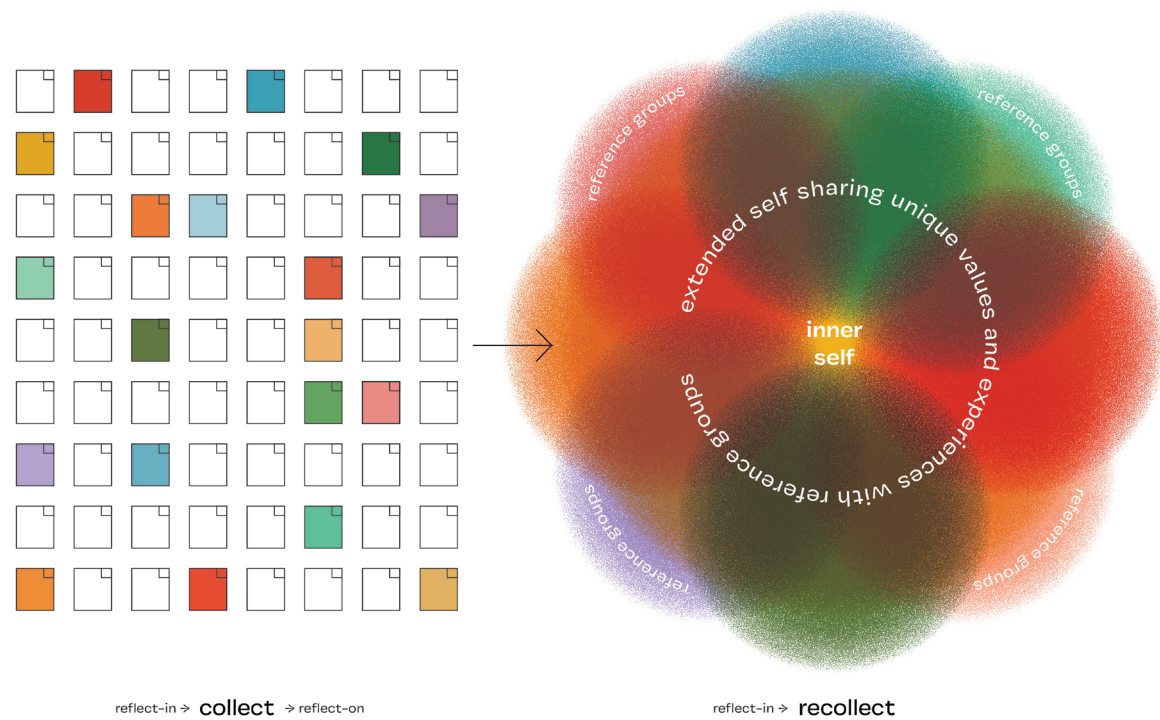 reference groups
reference groups
extended self sharing unique values and experiences with reference groups
inner
self
reference groups
reference groups
reflect-in → collect → reflect-on
reflect-in → recollect